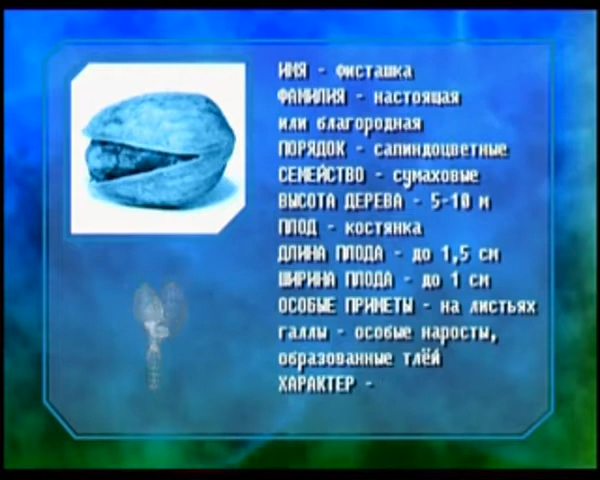 ИМЯ - фисташка
ФАМИЛИЯ - настоящая
или благородная
ПОРЯДОК - сапиндоцветные
СЕМЕЙСТВО - сумаховые
ВЫСОТА ДЕРЕВА - 5-10 м
ПЛОД - костянка
ДЛИНА ПЛОДА - до 1,5 см
ШИРИНА ПЛОДА - до 1 см
ОСОБЫЕ ПРИМЕТЫ - на листьях
галлы - особые наросты,
образованные тлёй
ХАРАКТЕР -